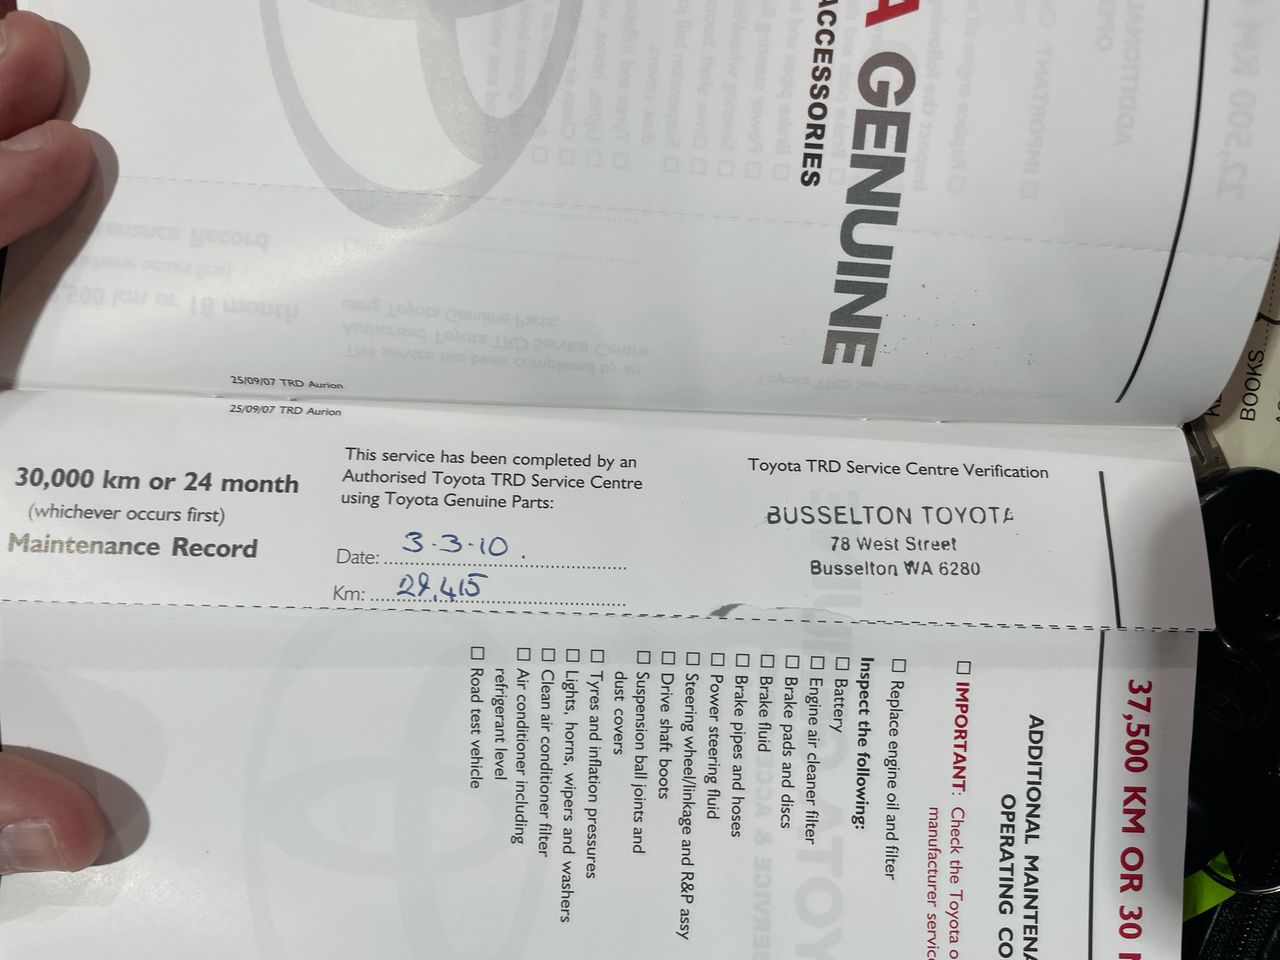 A GENUINE
ACCESSORIES
25/09/07 TRD Aurion
25/09/07 TRD Aurion
30,000 km or 24 month
(whichever occurs first)
Maintenance Record
This service has been completed by an
Authorised Toyota TRD Service Centre
using Toyota Genuine Parts:
Date: 3·3·10.
Km: 29,415
Toyota TRD Service Centre Verification
BUSSELTON TOYOTA
78 West Street
Busselton WA 6280
37,500 KM OR 30
ADDITIONAL MAINTENA
OPERATING CO
☐ IMPORTANT: Check the Toyota o
manufacturer service
☐ Replace engine oil and filter
Inspect the following:
☐ Battery
☐ Engine air cleaner filter
☐ Brake pads and discs
☐ Brake fluid
☐ Brake pipes and hoses
☐ Power steering fluid
☐ Steering wheel/linkage and R&P assy
☐ Drive shaft boots
☐ Suspension ball joints and
dust covers
☐ Tyres and inflation pressures
☐ Lights, horns, wipers and washers
☐ Clean air conditioner filter
☐ Air conditioner including
refrigerant level
☐ Road test vehicle
BOOKS